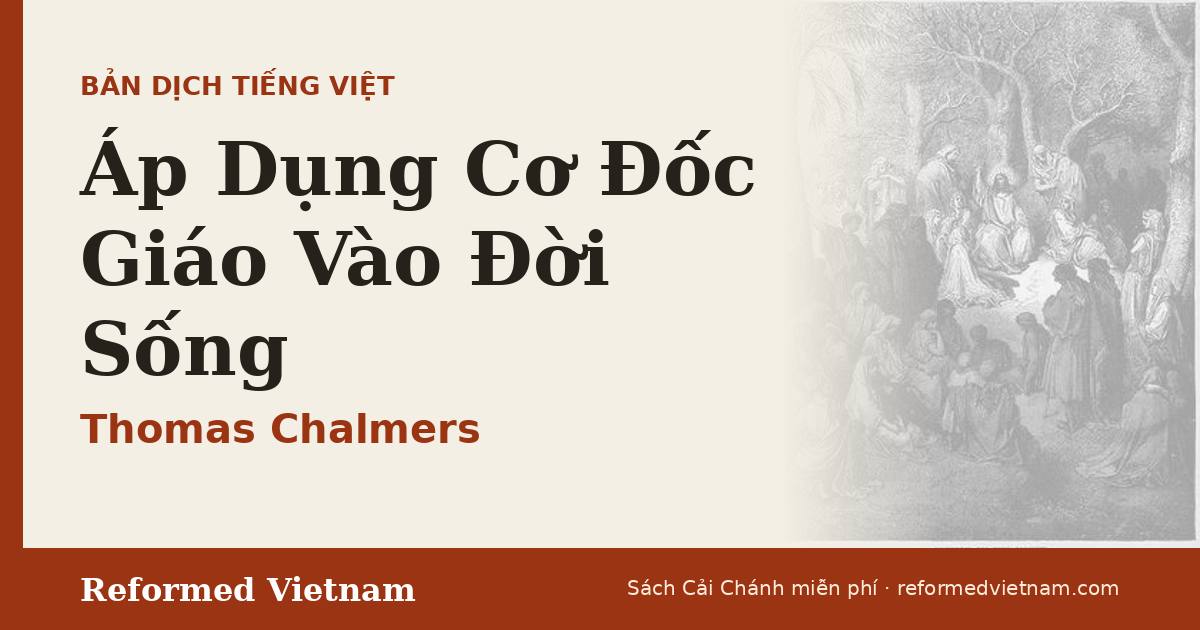 BẢN DỊCH TIẾNG VIỆT
Áp Dụng Cơ Đốc
Giáo Vào Đời
Sống
Thomas Chalmers
Reformed Vietnam
Sách Cải Chánh miễn phí · reformedvietnam.com